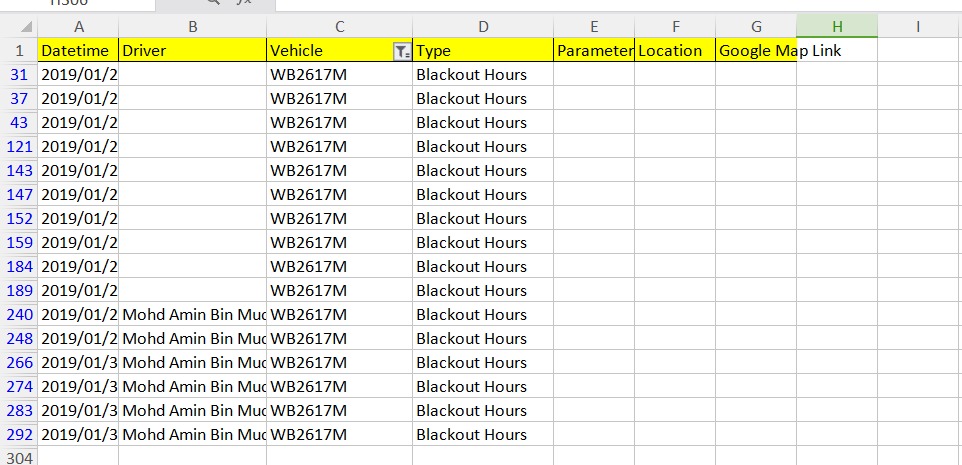 A B C D E F G H I
1 Datetime Driver Vehicle Type Parameter Location Google Map Link
31 2019/01/2 WB2617M Blackout Hours
37 2019/01/2 WB2617M Blackout Hours
43 2019/01/2 WB2617M Blackout Hours
121 2019/01/2 WB2617M Blackout Hours
143 2019/01/2 WB2617M Blackout Hours
147 2019/01/2 WB2617M Blackout Hours
152 2019/01/2 WB2617M Blackout Hours
159 2019/01/2 WB2617M Blackout Hours
184 2019/01/2 WB2617M Blackout Hours
189 2019/01/2 WB2617M Blackout Hours
240 2019/01/2 Mohd Amin Bin Muc WB2617M Blackout Hours
248 2019/01/2 Mohd Amin Bin Muc WB2617M Blackout Hours
266 2019/01/3 Mohd Amin Bin Muc WB2617M Blackout Hours
274 2019/01/3 Mohd Amin Bin Muc WB2617M Blackout Hours
283 2019/01/3 Mohd Amin Bin Muc WB2617M Blackout Hours
292 2019/01/3 Mohd Amin Bin Muc WB2617M Blackout Hours
304